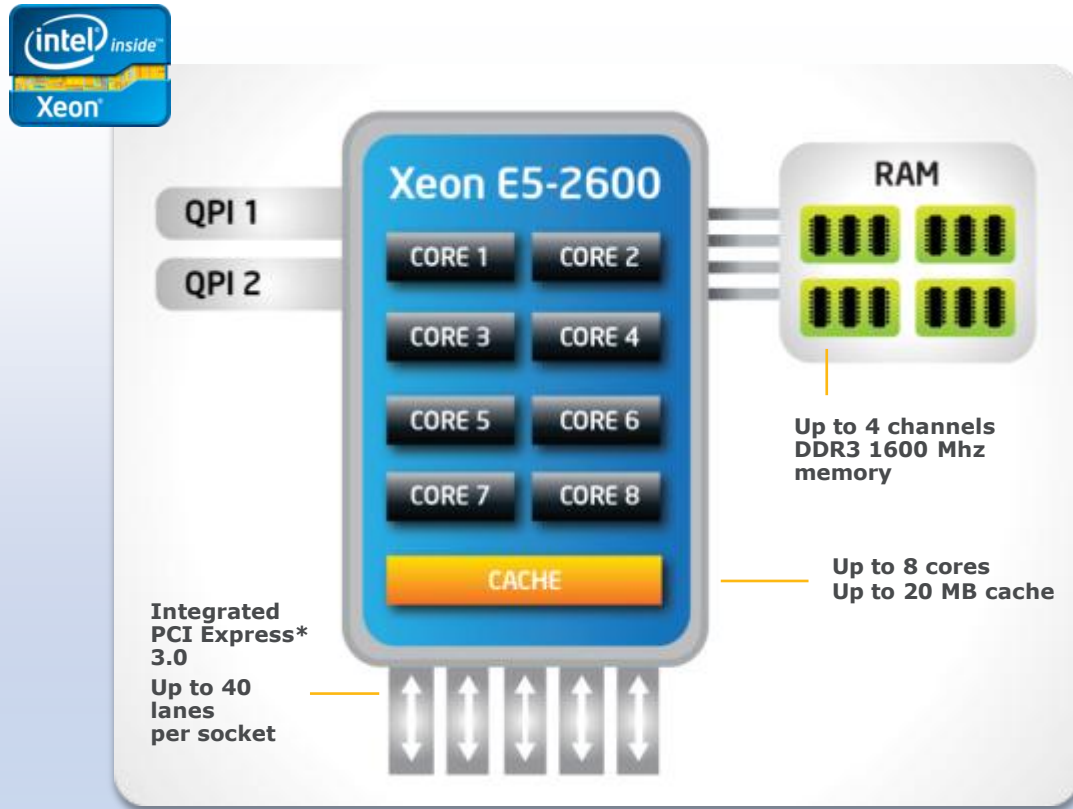 intel inside™
Xeon®
Xeon E5-2600
QPI 1
QPI 2
CORE 1 CORE 2
CORE 3 CORE 4
CORE 5 CORE 6
CORE 7 CORE 8
CACHE
RAM
Up to 4 channels
DDR3 1600 Mhz
memory
Up to 8 cores
Up to 20 MB cache
Integrated
PCI Express*
3.0
Up to 40
lanes
per socket